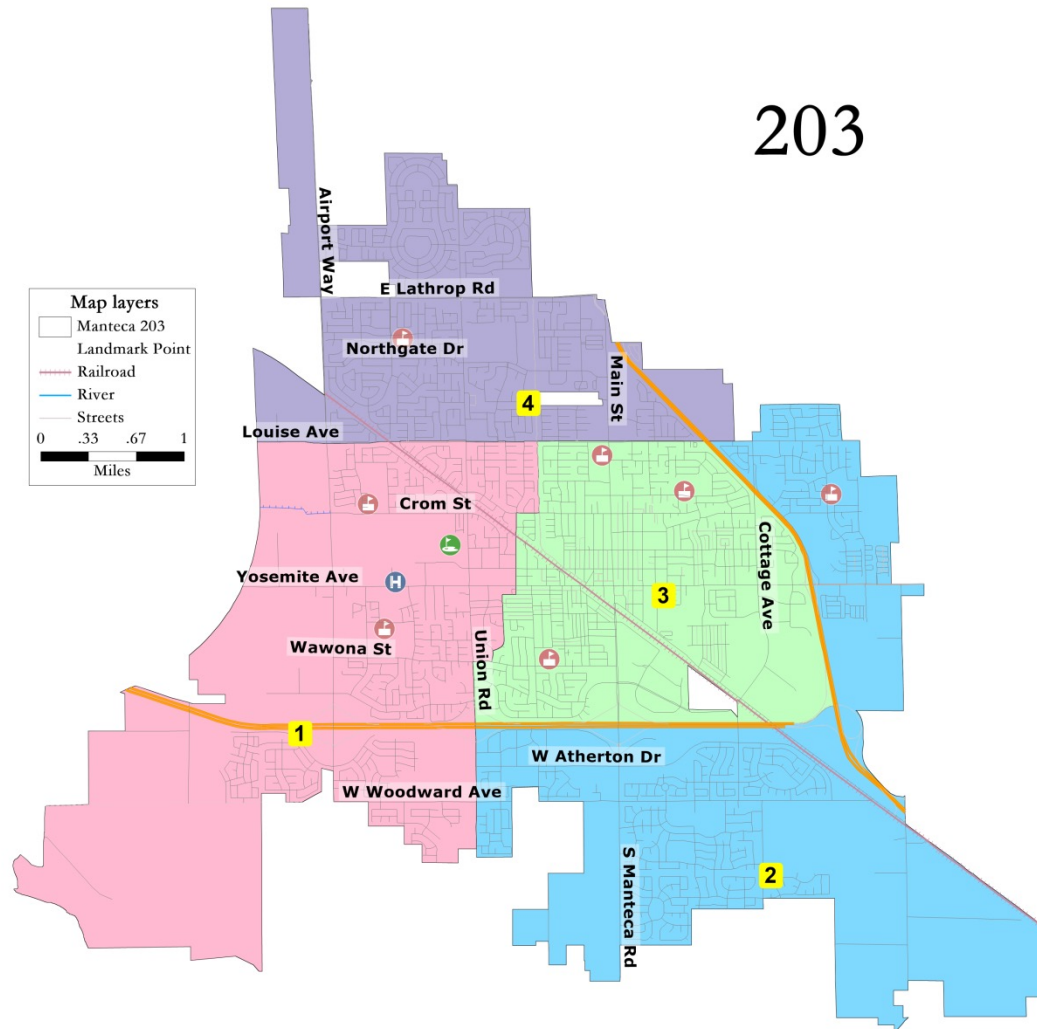 203
Airport Way
E Lathrop Rd
Map layers
Manteca 203
Landmark Point
Railroad
River
Streets
0 .33 .67 1
Miles
Northgate Dr
Main St
4
Louise Ave
Crom St
Cottage Ave
Yosemite Ave
H
3
Wawona St
Union Rd
1
W Atherton Dr
W Woodward Ave
S Manteca Rd
2